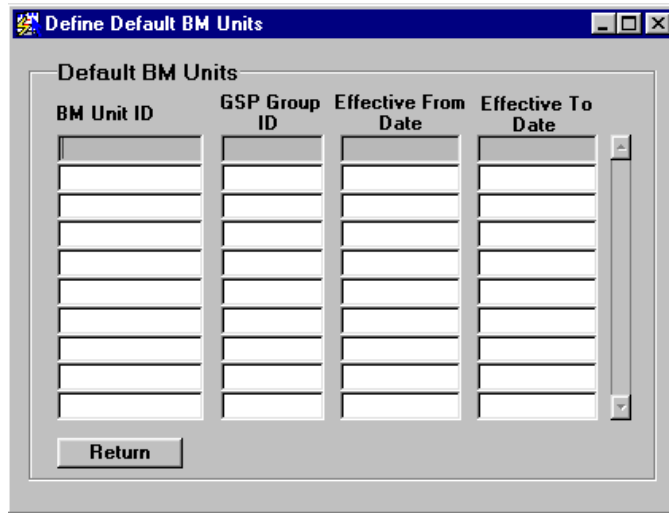 Define Default BM Units
Default BM Units
BM Unit ID
GSP Group ID
Effective From Date
Effective To Date
Return